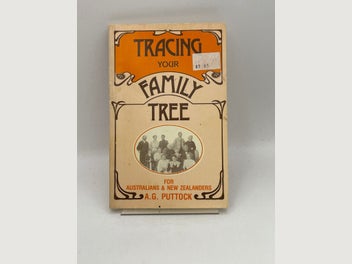 TRACING
YOUR
FAMILY
TREE
FOR
AUSTRALIANS & NEW ZEALANDERS
A.G. PUTTOCK